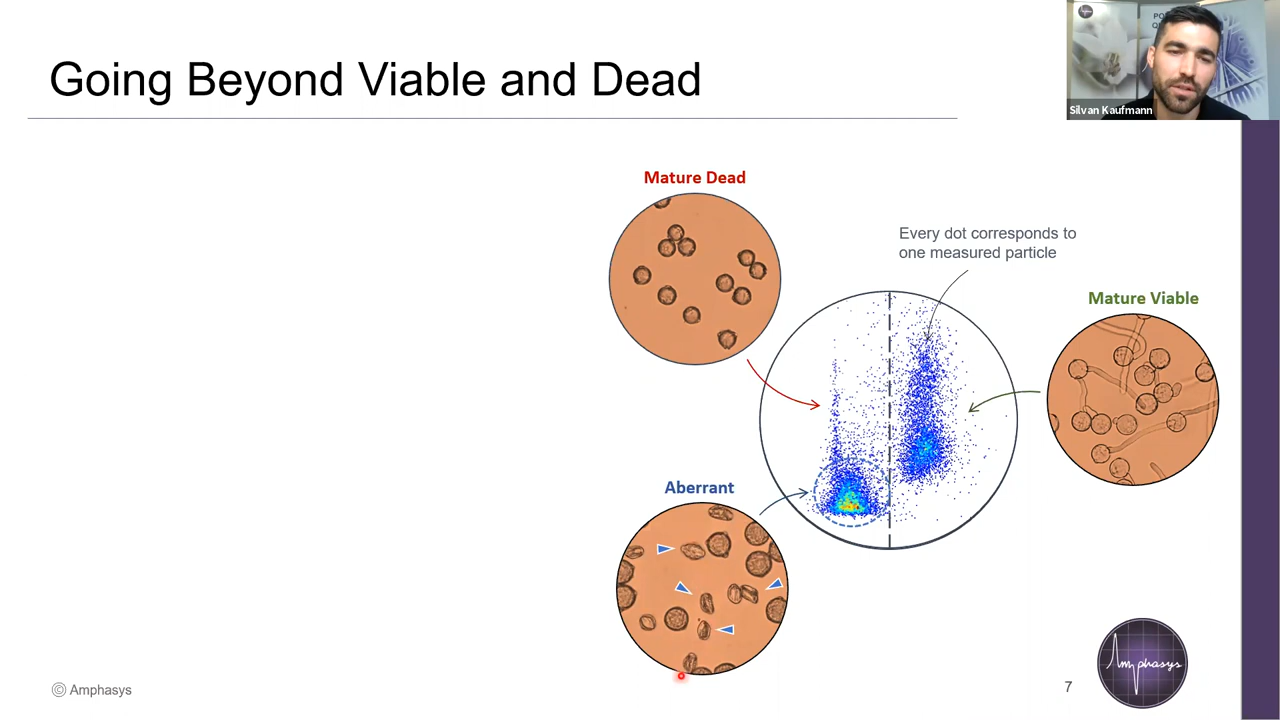 Going Beyond Viable and Dead
Silvan Kaufmann
Mature Dead
Every dot corresponds to
one measured particle
Mature Viable
Aberrant
© Amphasys
7
Amphasys